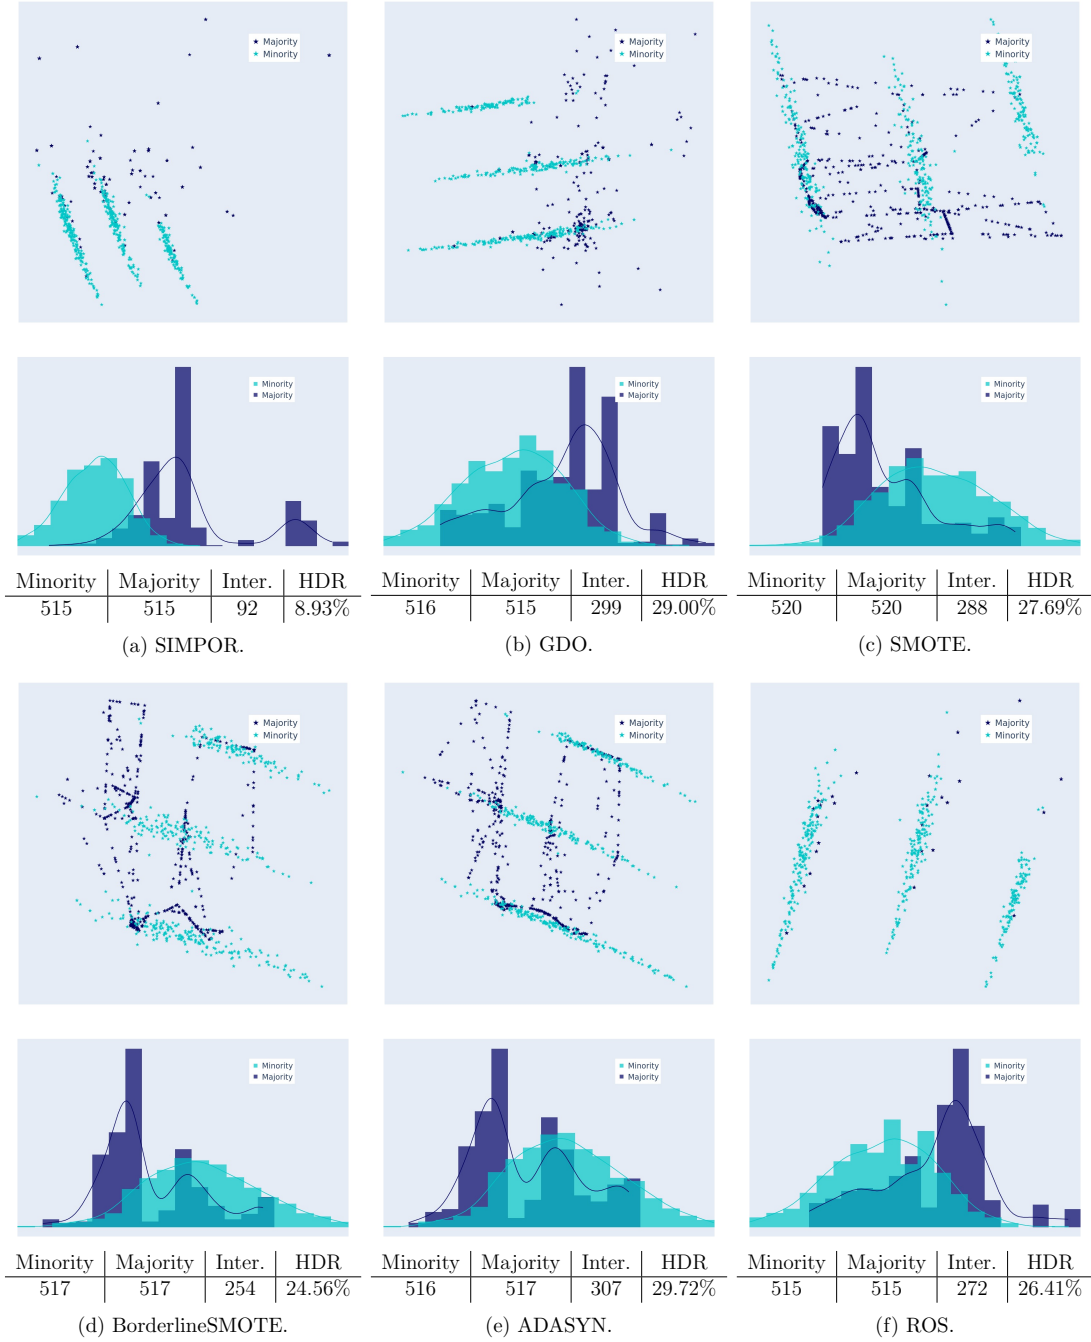 Majority
Minority
Majority
Minority
Majority
Minority
Minority
Majority
Minority
Majority
Minority
Majority
Minority Majority Inter. HDR
515 515 92 8.93%
(a) SIMPOR.
Minority Majority Inter. HDR
516 515 299 29.00%
(b) GDO.
Minority Majority Inter. HDR
520 520 288 27.69%
(c) SMOTE.
Majority
Minority
Majority
Minority
Majority
Minority
Minority
Majority
Minority
Majority
Minority
Majority
Minority Majority Inter. HDR
517 517 254 24.56%
(d) BorderlineSMOTE.
Minority Majority Inter. HDR
516 517 307 29.72%
(e) ADASYN.
Minority Majority Inter. HDR
515 515 272 26.41%
(f) ROS.